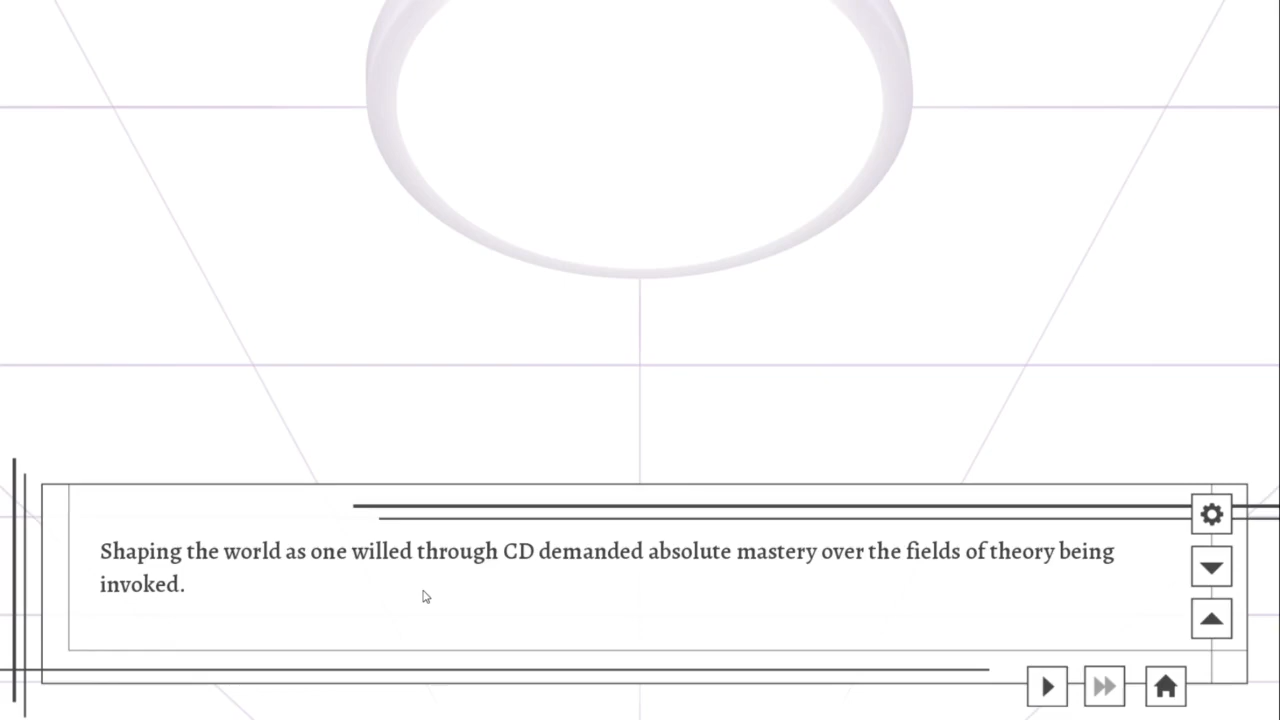 Shaping the world as one willed through CD demanded absolute mastery over the fields of theory being
invoked.